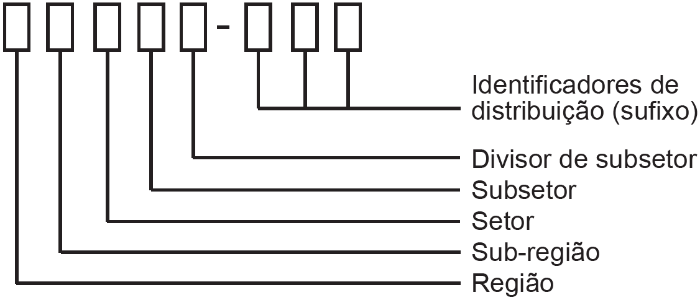 -
Identificadores de
distribuição (sufixo)
Divisor de subsetor
Subsetor
Setor
Sub-região
Região